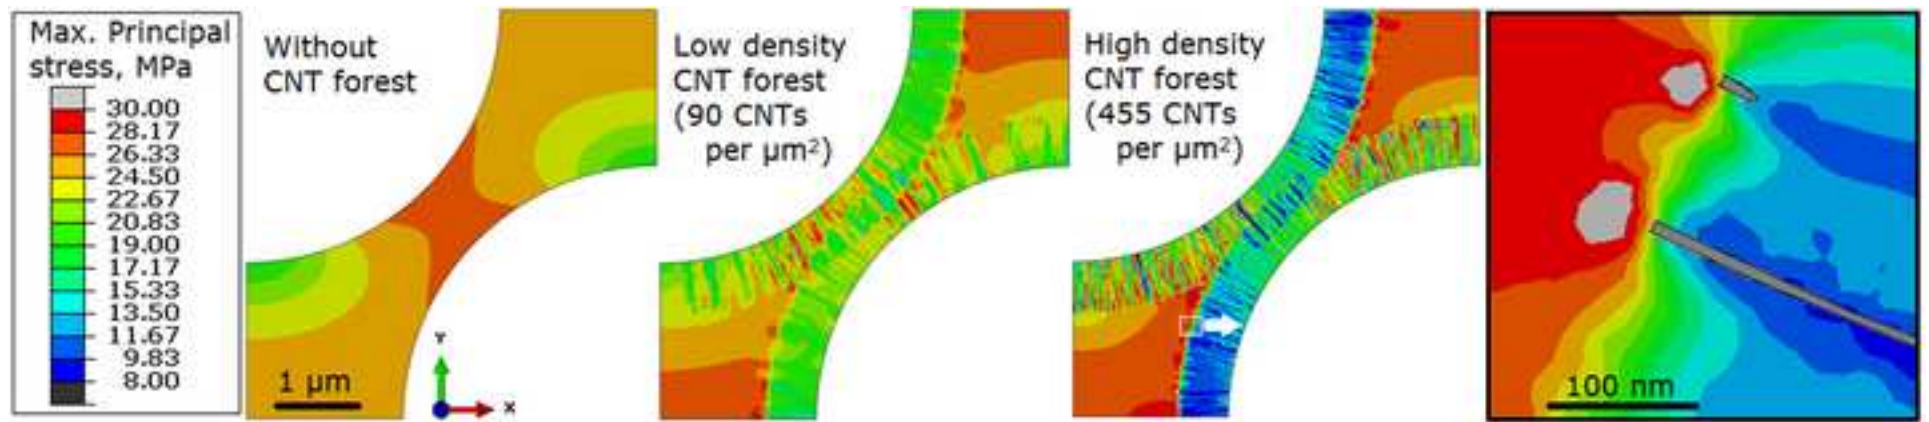 Max. Principal
stress, MPa
30.00
28.17
26.33
24.50
22.67
20.83
19.00
17.17
15.33
13.50
11.67
9.83
8.00
Without
CNT forest
1 μm
Y
X
Low density
CNT forest
(90 CNTs
per μm²)
High density
CNT forest
(455 CNTs
per μm²)
100 nm